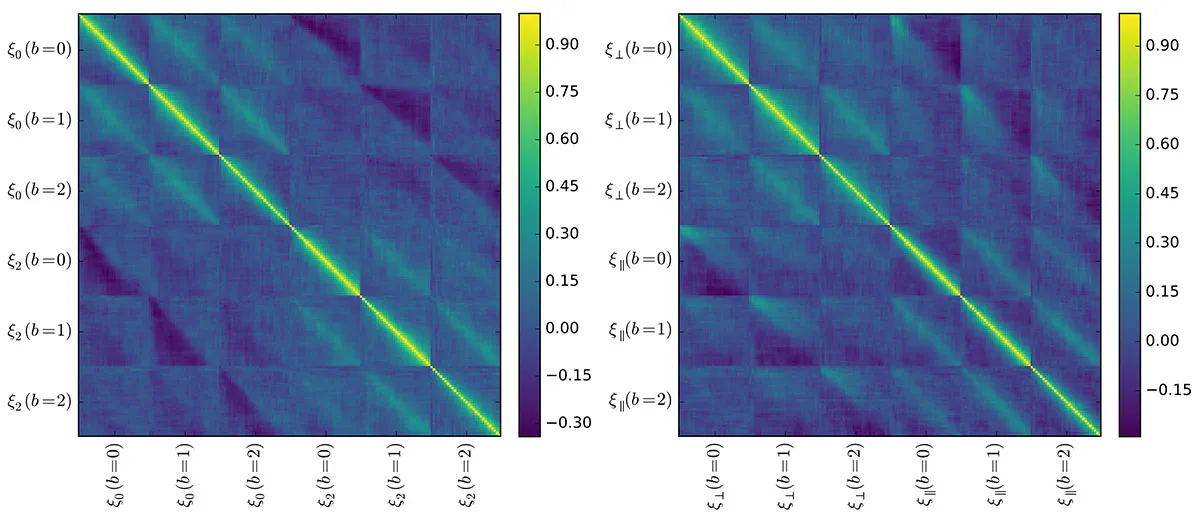 ξ₀(b=0)
ξ₀(b=1)
ξ₀(b=2)
ξ₂(b=0)
ξ₂(b=1)
ξ₂(b=2)
ξ₀(b=0)
ξ₀(b=1)
ξ₀(b=2)
ξ₂(b=0)
ξ₂(b=1)
ξ₂(b=2)
0.90
0.75
0.60
0.45
0.30
0.15
0.00
−0.15
−0.30
ξ⊥(b=0)
ξ⊥(b=1)
ξ⊥(b=2)
ξ∥(b=0)
ξ∥(b=1)
ξ∥(b=2)
ξ⊥(b=0)
ξ⊥(b=1)
ξ⊥(b=2)
ξ∥(b=0)
ξ∥(b=1)
ξ∥(b=2)
0.90
0.75
0.60
0.45
0.30
0.15
0.00
−0.15